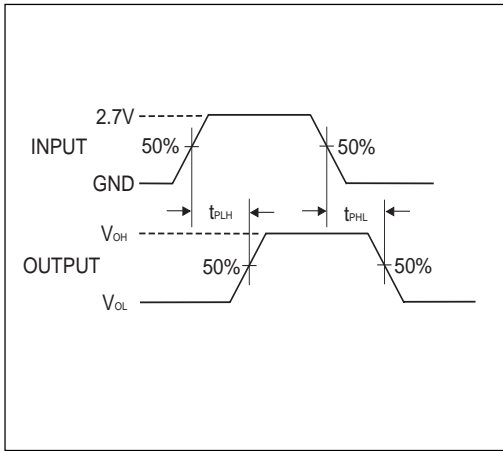 2.7V
INPUT 50% 50%
GND
tPLH tPHL
VOH
OUTPUT 50% 50%
VOL